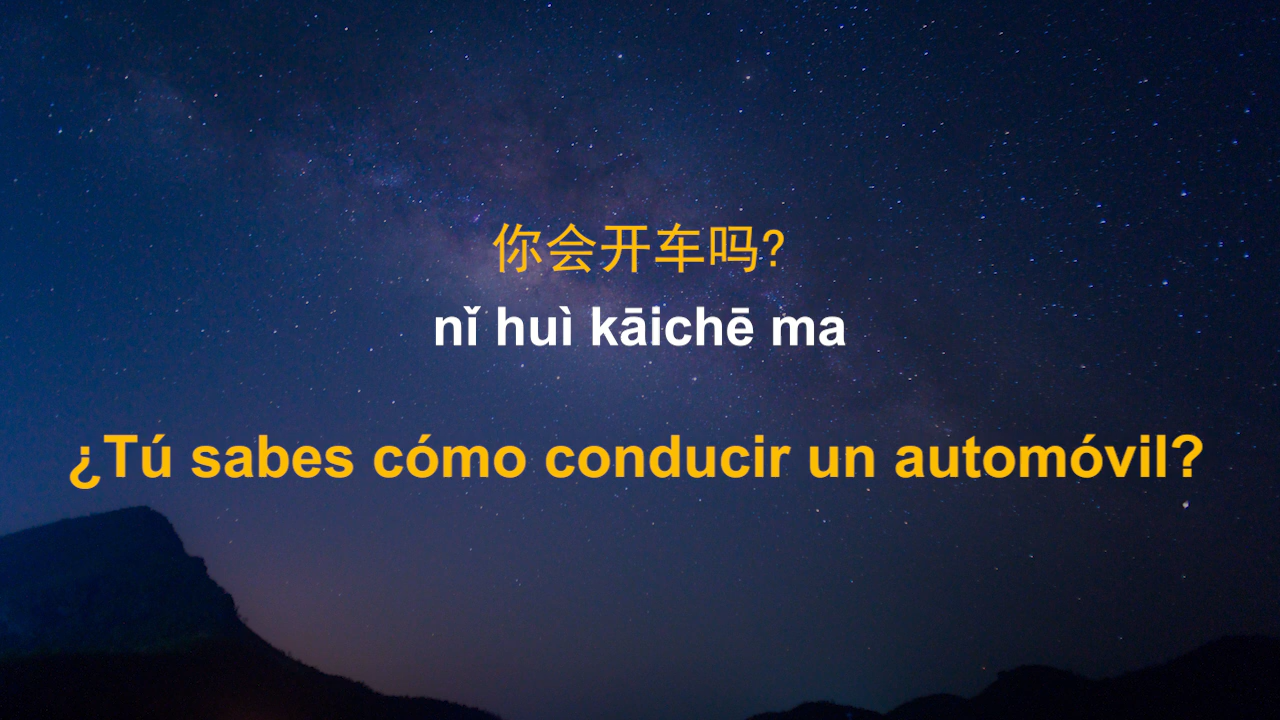 你会开车吗?
nǐ huì kāichē ma
¿Tú sabes cómo conducir un automóvil?